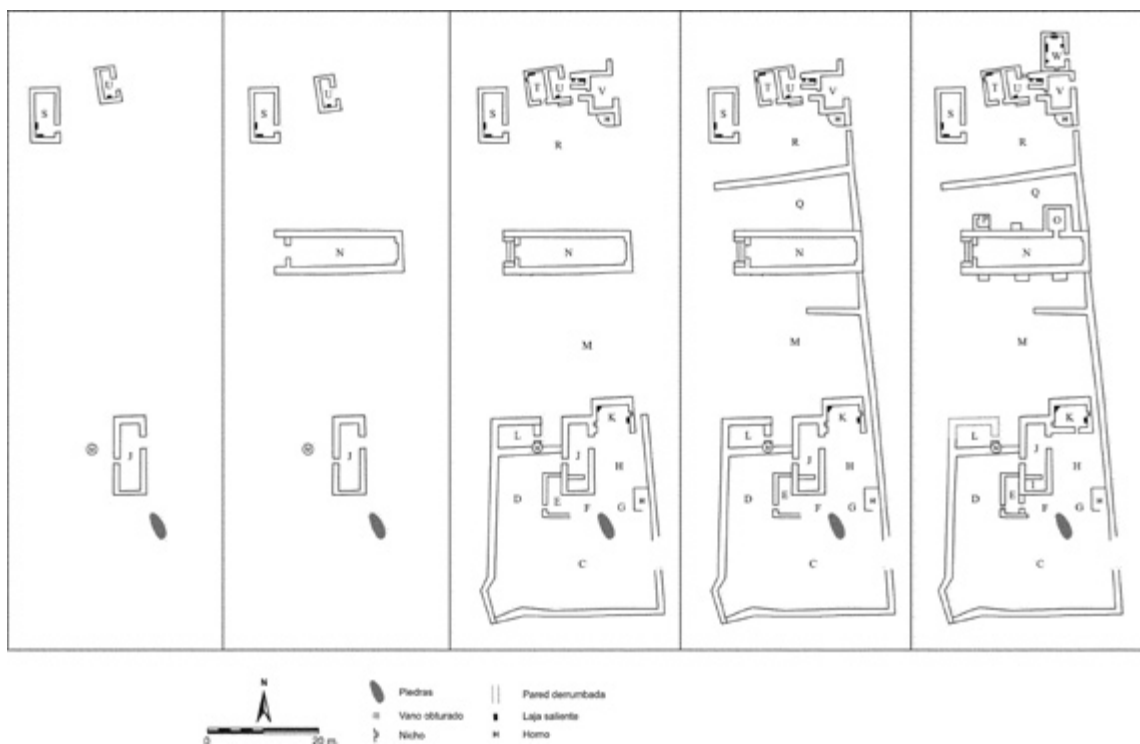 U
S
J
U
S
N
J
T
U
V
S
H
R
N
M
K
L
J
H
D
E
F
G
H
C
T
U
V
S
H
R
Q
N
M
K
L
J
H
D
E
F
G
H
C
W
T
U
V
S
H
R
Q
P
O
N
M
K
L
J
H
I
D
E
F
G
H
C
N
0 20 m.
Piedras
Vano obturado
Nicho
Pared derrumbada
Laja saliente
H Horno